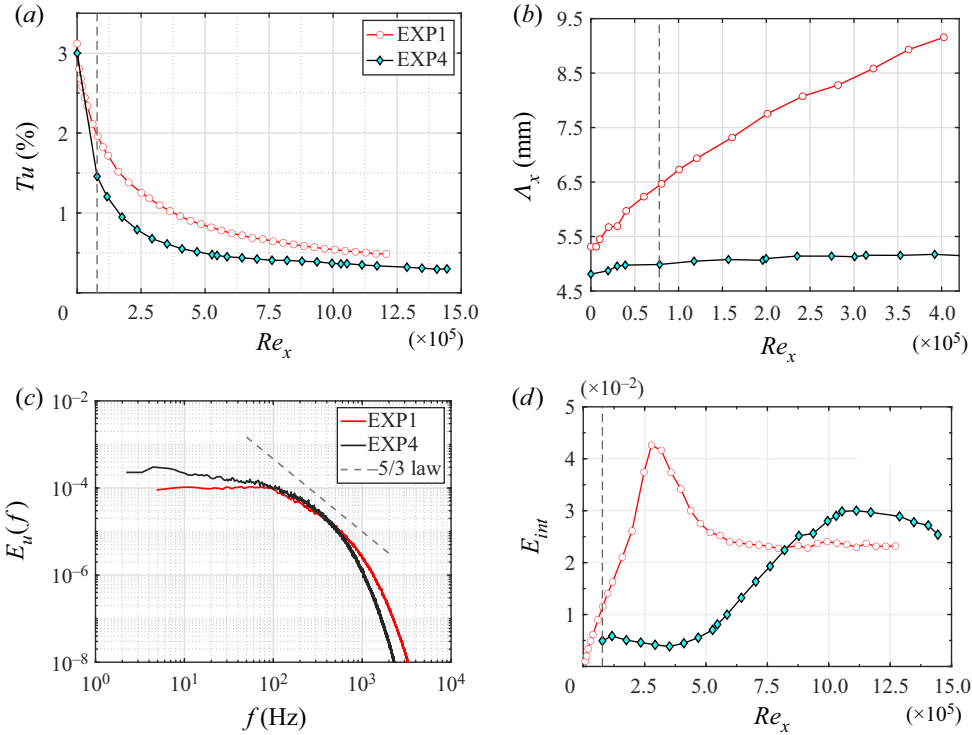 (a)
EXP1
EXP4
3
2
1
Tu (%)
0 2.5 5.0 7.5 10.0 12.5 15.0
Re_x (×10^5)
(b)
9.5
8.5
7.5
6.5
5.5
4.5
Λ_x (mm)
0 0.5 1.0 1.5 2.0 2.5 3.0 3.5 4.0
Re_x (×10^5)
(c)
EXP1
EXP4
–5/3 law
10^–2
10^–4
10^–6
10^–8
E_u(f)
10^0 10^1 10^2 10^3 10^4
f (Hz)
(d)
(×10^–2)
5
4
3
2
1
E_int
0 2.5 5.0 7.5 10.0 12.5 15.0
Re_x (×10^5)